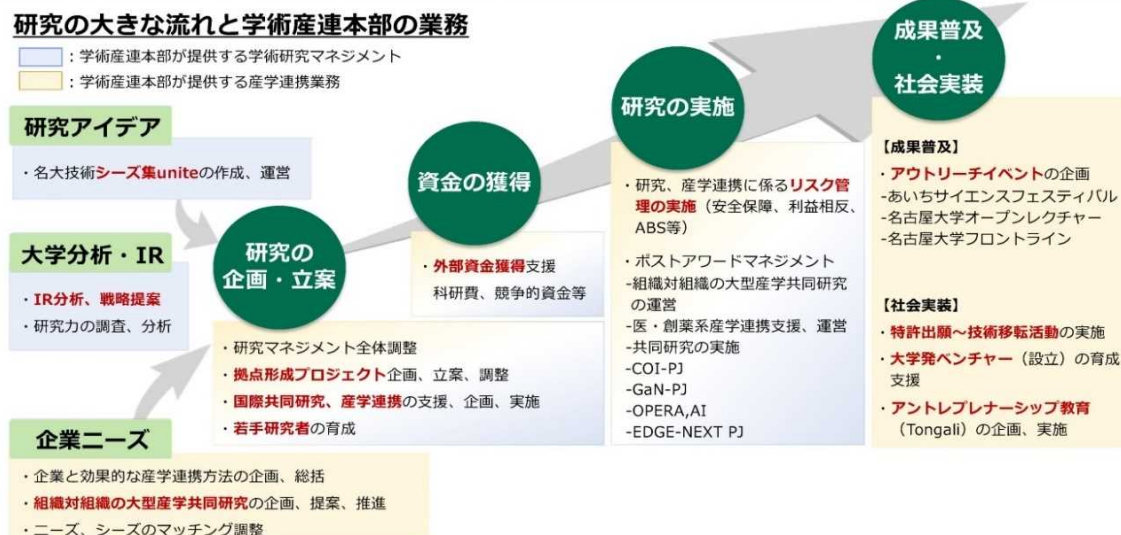 研究の大きな流れと学術産連本部の業務
：学術産連本部が提供する学術研究マネジメント
：学術産連本部が提供する産学連携業務
研究アイデア
・名大技術シーズ集uniteの作成、運営
大学分析・IR
・IR分析、戦略提案
・研究力の調査、分析
企業ニーズ
・企業と効果的な産学連携方法の企画、総括
・組織対組織の大型産学共同研究の企画、提案、推進
・ニーズ、シーズのマッチング調整
研究の
企画・立案
・研究マネジメント全体調整
・拠点形成プロジェクト企画、立案、調整
・国際共同研究、産学連携の支援、企画、実施
・若手研究者の育成
資金の獲得
・外部資金獲得支援
科研費、競争的資金等
研究の実施
・研究、産学連携に係るリスク管
理の実施（安全保障、利益相反、
ABS等）
・ポストアワードマネジメント
-組織対組織の大型産学共同研究
の運営
-医・創薬系産学連携支援、運営
-共同研究の実施
-COI-PJ
-GaN-PJ
-OPERA,AI
-EDGE-NEXT PJ
成果普及
・
社会実装
【成果普及】
・アウトリーチイベントの企画
-あいちサイエンスフェスティバル
-名古屋大学オープンレクチャー
-名古屋大学フロントライン
【社会実装】
・特許出願～技術移転活動の実施
・大学発ベンチャー（設立）の育成
支援
・アントレプレナーシップ教育
（Tongali）の企画、実施